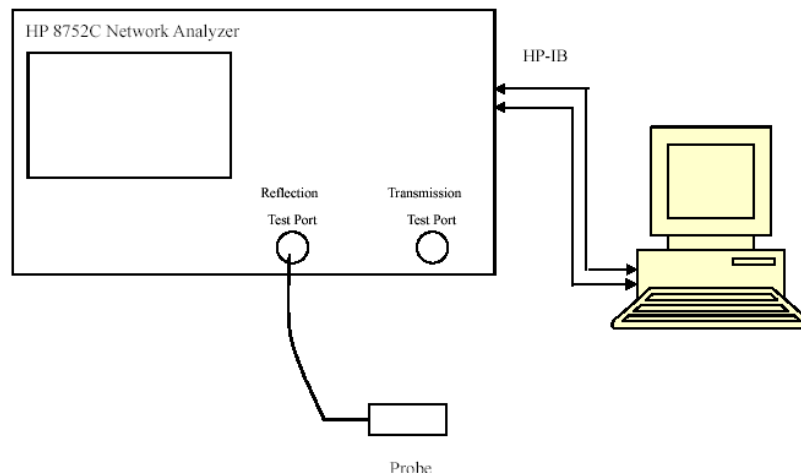 HP 8752C Network Analyzer
HP-IB
Reflection
Test Port
Transmission
Test Port
Probe